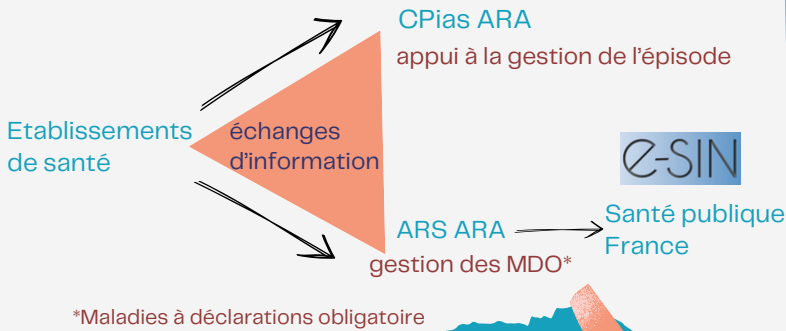 CPias ARA
appui à la gestion de l'épisode
Etablissements
de santé
échanges
d'information
e-SIN
ARS ARA
gestion des MDO*
Santé publique
France
*Maladies à déclarations obligatoire